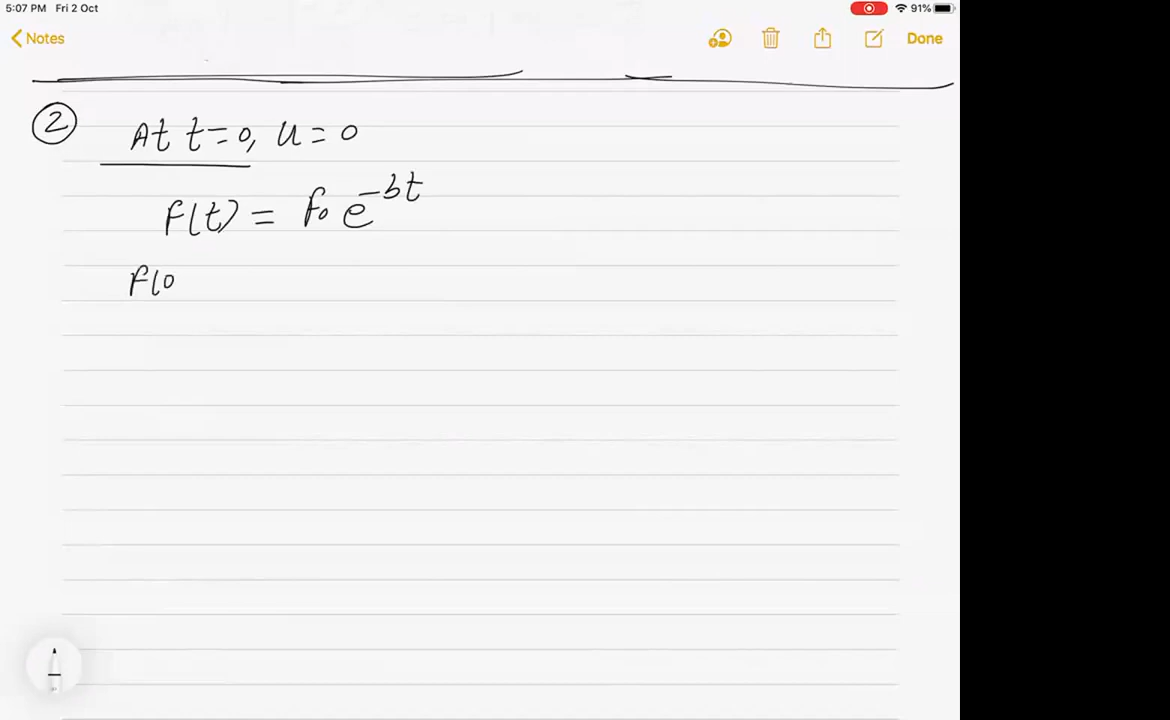 5:07 PM Fri 2 Oct 91%
Notes Done
2 At t=0, u=0
F(t) = F₀ e^{-bt}
F(0